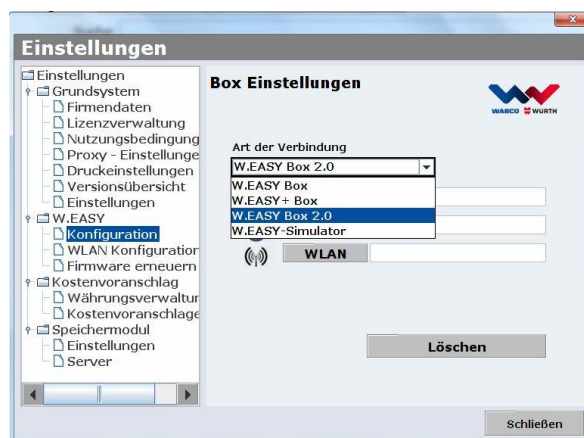 Einstellungen
Einstellungen
Grundsystem
Firmendaten
Lizenzverwaltung
Nutzungsbedingung
Proxy - Einstellunge
Druckeinstellungen
Versionsübersicht
Einstellungen
W.EASY
Konfiguration
WLAN Konfiguration
Firmware erneuern
Kostenvoranschlag
Währungsverwaltur
Kostenvoranschlage
Speichermodul
Einstellungen
Server
Box Einstellungen
WABCO WÜRTH
Art der Verbindung
W.EASY Box 2.0
W.EASY Box
W.EASY+ Box
W.EASY Box 2.0
W.EASY-Simulator
WLAN
Löschen
Schließen